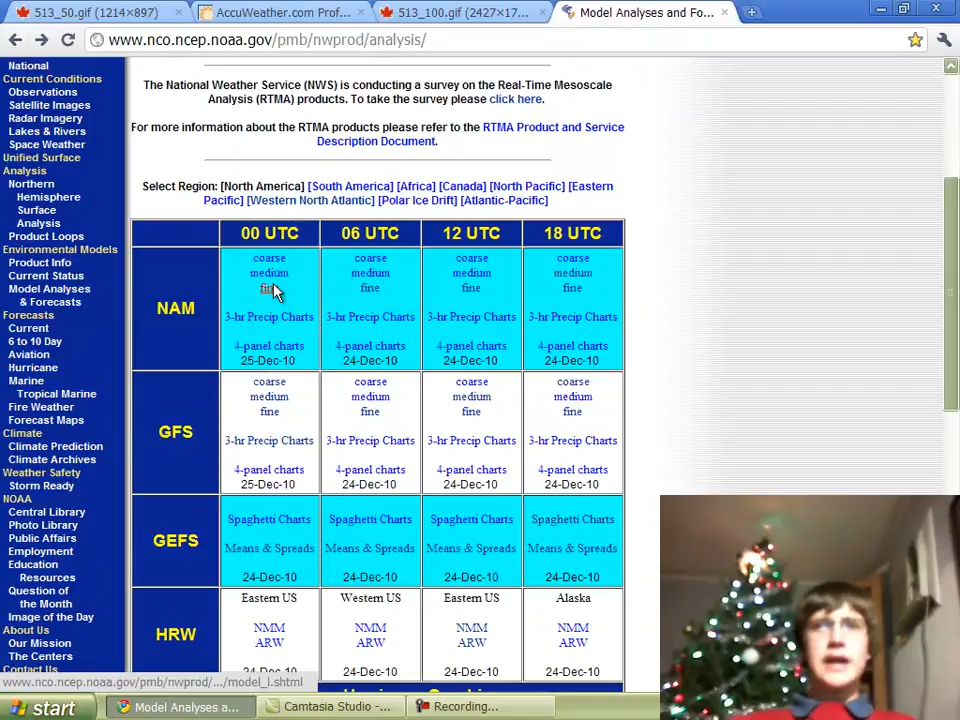 513_50.gif (1214×897)
AccuWeather.com Prof...
513_100.gif (2427×17...
Model Analyses and Fo...
www.nco.ncep.noaa.gov/pmb/nwprod/analysis/
National
Current Conditions
Observations
Satellite Images
Radar Imagery
Lakes & Rivers
Space Weather
Unified Surface
Analysis
Northern
Hemisphere
Surface
Analysis
Product Loops
Environmental Models
Product Info
Current Status
Model Analyses
& Forecasts
Forecasts
Current
6 to 10 Day
Aviation
Hurricane
Marine
Tropical Marine
Fire Weather
Forecast Maps
Climate
Climate Prediction
Climate Archives
Weather Safety
Storm Ready
NOAA
Central Library
Photo Library
Public Affairs
Employment
Education
Resources
Question of
the Month
Image of the Day
About Us
Our Mission
The Centers
Contact Us
The National Weather Service (NWS) is conducting a survey on the Real-Time Mesoscale
Analysis (RTMA) products. To take the survey please click here.
For more information about the RTMA products please refer to the RTMA Product and Service
Description Document.
Select Region: [North America] [South America] [Africa] [Canada] [North Pacific] [Eastern
Pacific] [Western North Atlantic] [Polar Ice Drift] [Atlantic-Pacific]
00 UTC 06 UTC 12 UTC 18 UTC
NAM
coarse coarse coarse coarse
medium medium medium medium
fine fine fine fine
3-hr Precip Charts 3-hr Precip Charts 3-hr Precip Charts 3-hr Precip Charts
4-panel charts 4-panel charts 4-panel charts 4-panel charts
25-Dec-10 24-Dec-10 24-Dec-10 24-Dec-10
GFS
coarse coarse coarse coarse
medium medium medium medium
fine fine fine fine
3-hr Precip Charts 3-hr Precip Charts 3-hr Precip Charts 3-hr Precip Charts
4-panel charts 4-panel charts 4-panel charts 4-panel charts
25-Dec-10 24-Dec-10 24-Dec-10 24-Dec-10
GEFS
Spaghetti Charts Spaghetti Charts Spaghetti Charts Spaghetti Charts
Means & Spreads Means & Spreads Means & Spreads Means & Spreads
24-Dec-10 24-Dec-10 24-Dec-10 24-Dec-10
HRW
Eastern US Western US Eastern US Alaska
NMM NMM NMM NMM
ARW ARW ARW ARW
24-Dec-10 24-Dec-10 24-Dec-10 24-Dec-10
www.nco.ncep.noaa.gov/pmb/nwprod/.../model_l.shtml
start
Model Analyses a...
Camtasia Studio -...
Recording...